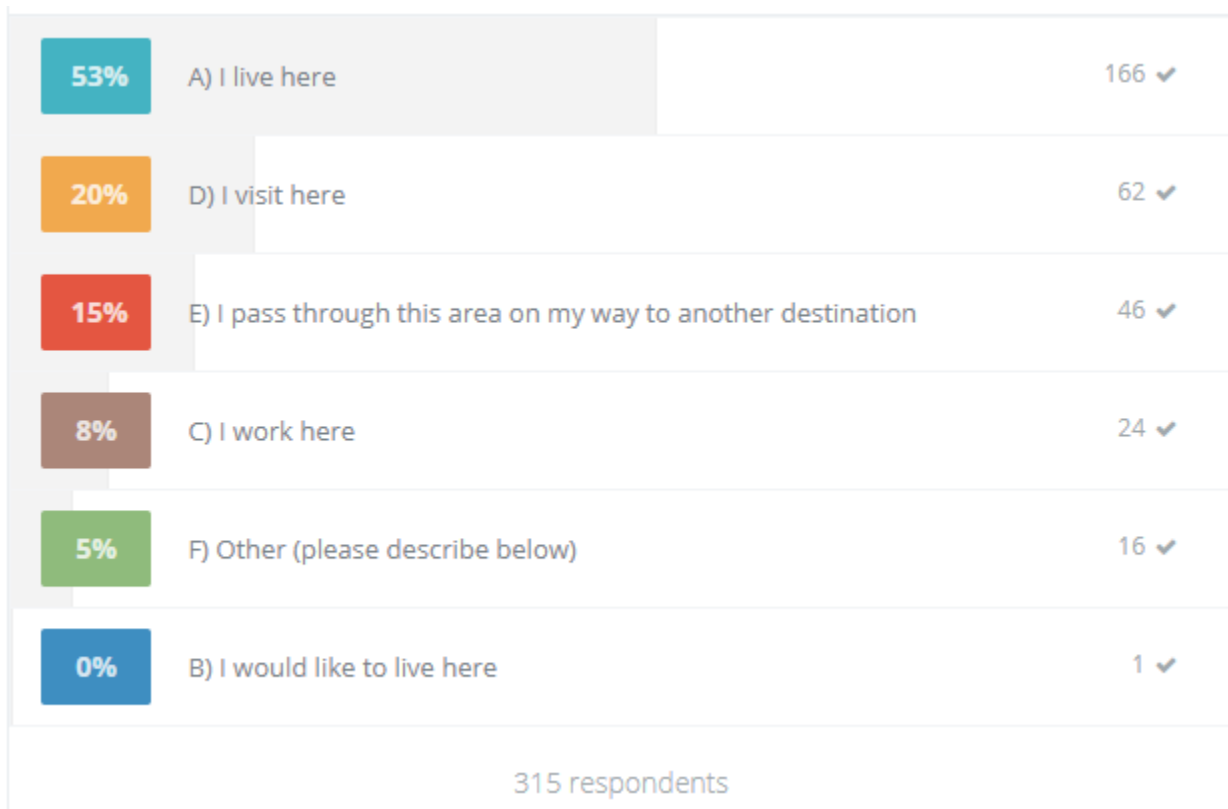 53% A) I live here 166
20% D) I visit here 62
15% E) I pass through this area on my way to another destination 46
8% C) I work here 24
5% F) Other (please describe below) 16
0% B) I would like to live here 1
315 respondents